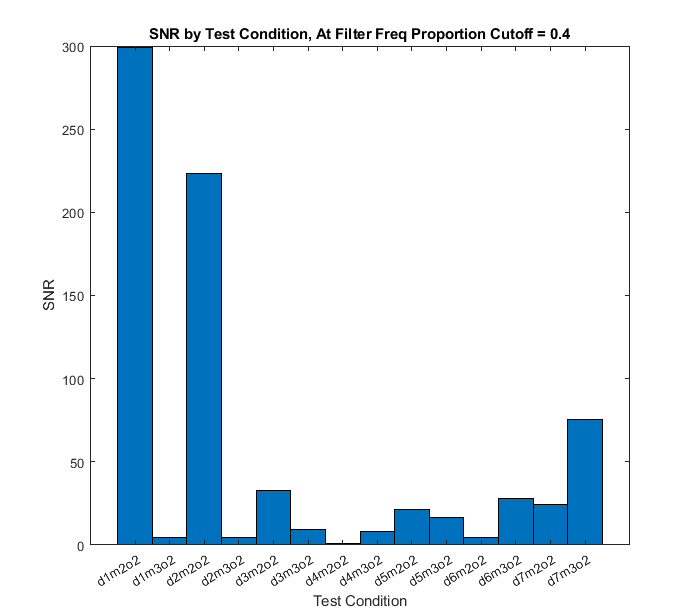 SNR by Test Condition, At Filter Freq Proportion Cutoff = 0.4
300
250
200
150
100
50
0
SNR
d1m2o2
d1m3o2
d2m2o2
d2m3o2
d3m2o2
d3m3o2
d4m2o2
d4m3o2
d5m2o2
d5m3o2
d6m2o2
d6m3o2
d7m2o2
d7m3o2
Test Condition